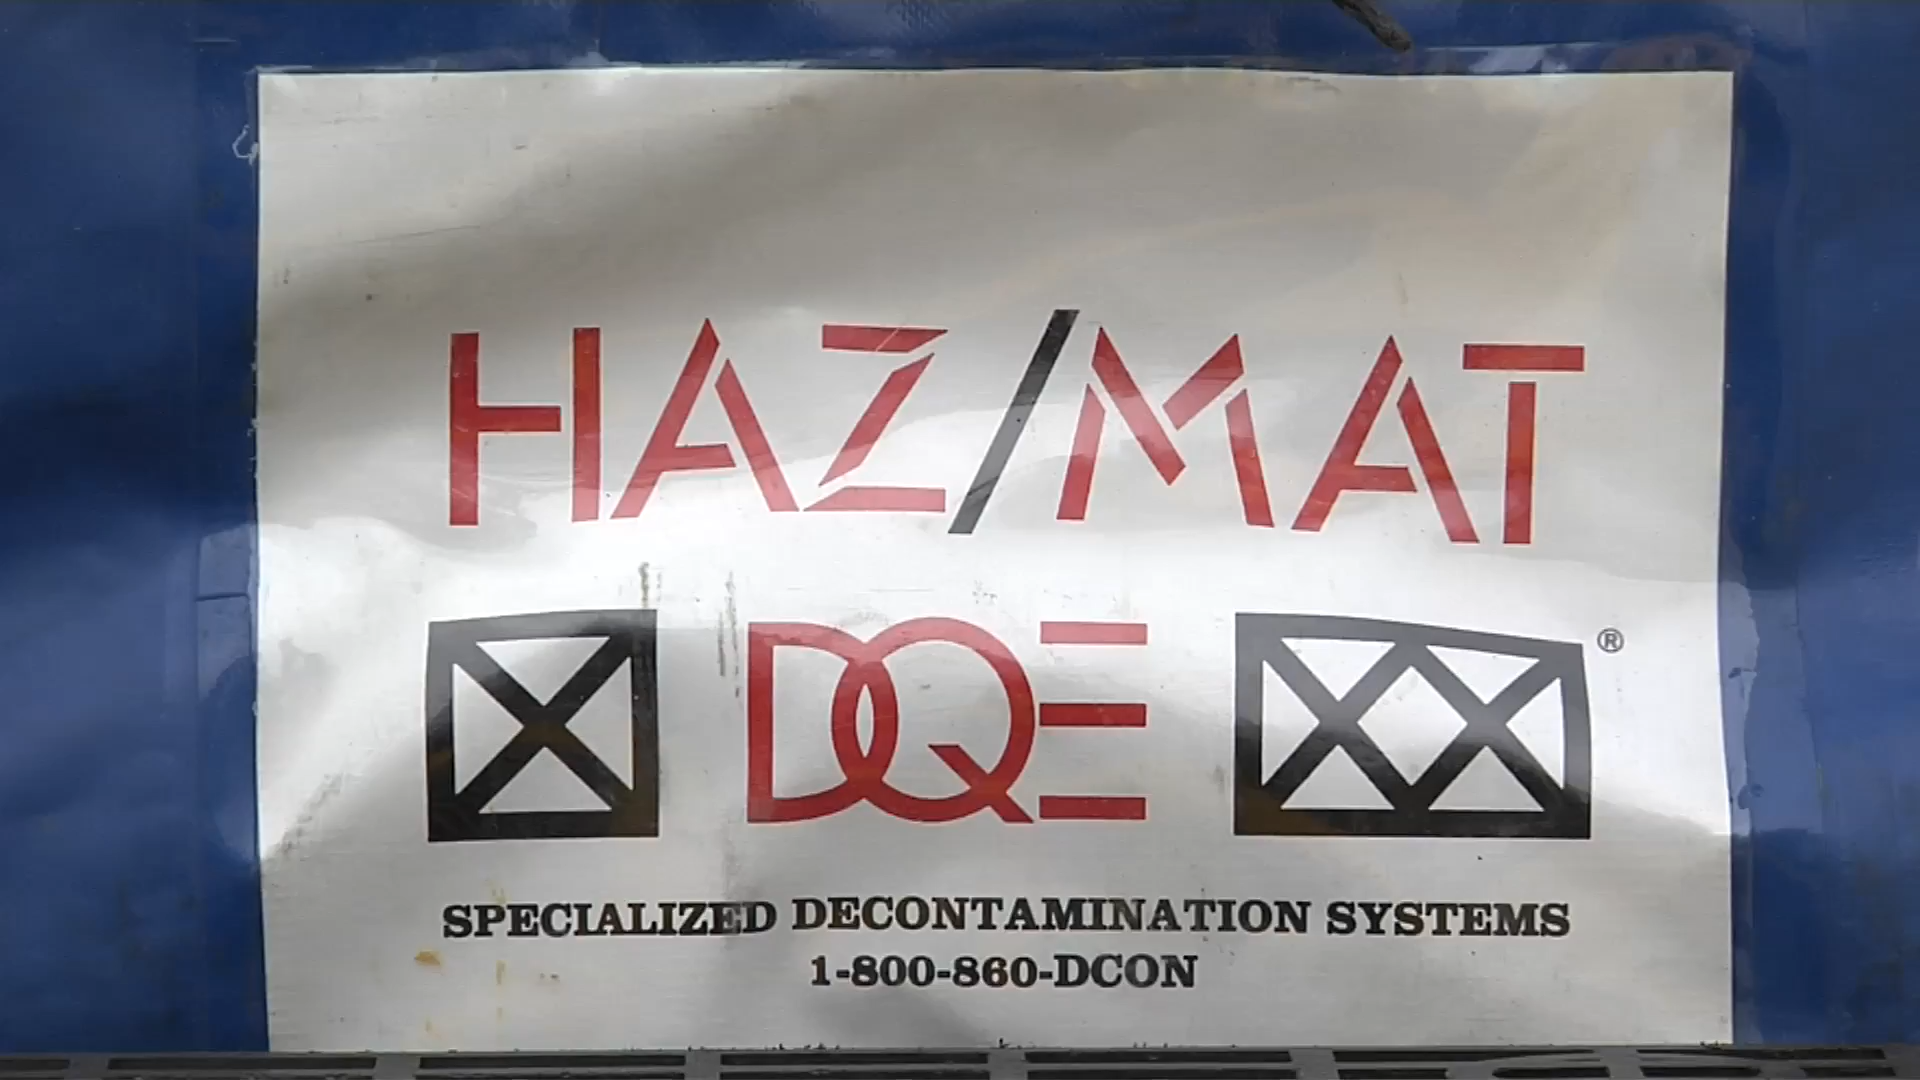 HAZ/MAT
DQE ®
SPECIALIZED DECONTAMINATION SYSTEMS
1-800-860-DCON